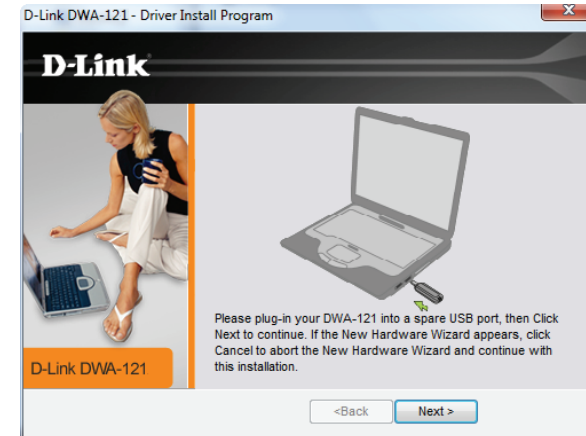 D-Link DWA-121 - Driver Install Program
D-Link
Please plug-in your DWA-121 into a spare USB port, then Click
Next to continue. If the New Hardware Wizard appears, click
Cancel to abort the New Hardware Wizard and continue with
this installation.
D-Link DWA-121
<Back
Next >